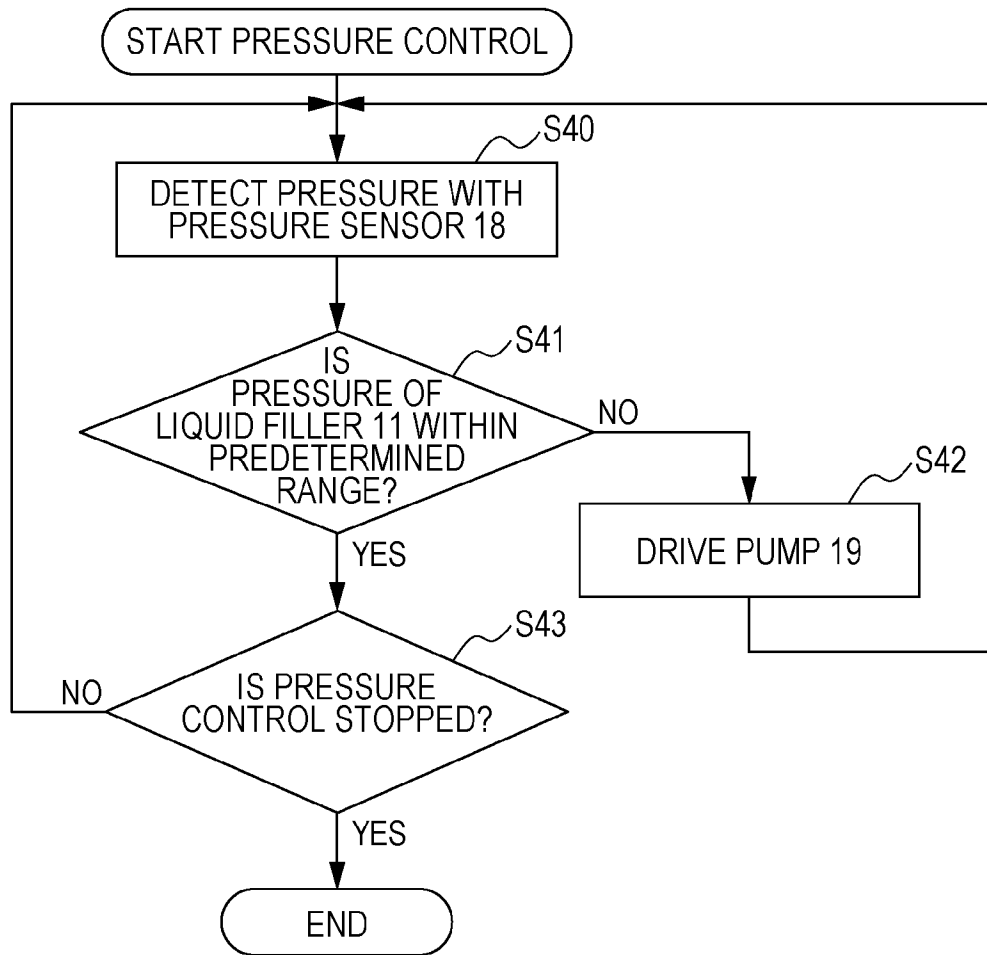 START PRESSURE CONTROL
S40
DETECT PRESSURE WITH
PRESSURE SENSOR 18
S41
IS
PRESSURE OF
LIQUID FILLER 11 WITHIN
PREDETERMINED
RANGE?
NO
S42
DRIVE PUMP 19
YES
S43
NO
IS PRESSURE
CONTROL STOPPED?
YES
END